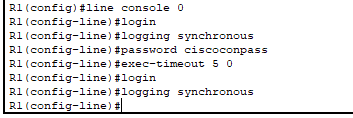 R1(config)#line console 0
R1(config-line)#login
R1(config-line)#logging synchronous
R1(config-line)#password ciscoconpass
R1(config-line)#exec-timeout 5 0
R1(config-line)#login
R1(config-line)#logging synchronous
R1(config-line)#